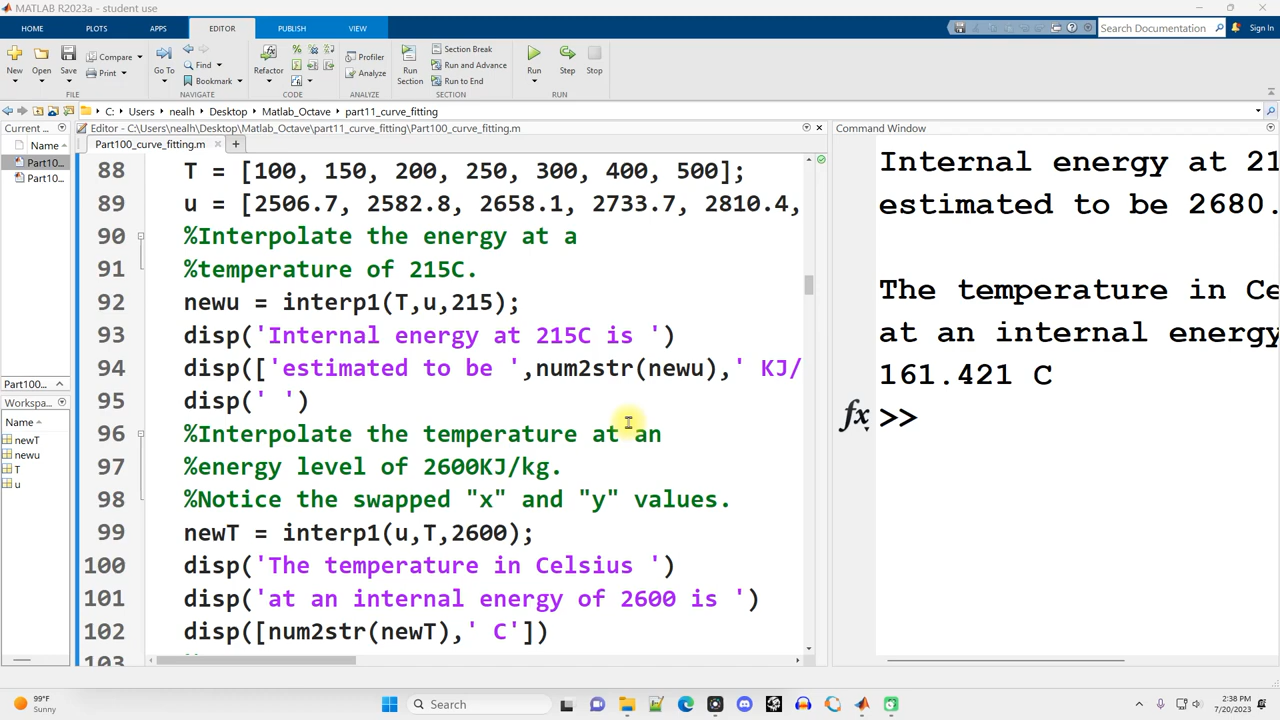 MATLAB R2023a - student use
HOME PLOTS APPS EDITOR PUBLISH VIEW
Search Documentation Sign In
New Open Save Compare Print
Go To Find Bookmark
Refactor
Profiler Analyze
Run Section Section Break Run and Advance Run to End
Run Step Stop
FILE NAVIGATE CODE ANALYZE SECTION RUN
C: Users nealh Desktop Matlab_Octave part11_curve_fitting
Current ...
Name
Part10...
Part10...
Part100...
Workspa...
Name
newT
newu
T
u
Editor - C:\Users\nealh\Desktop\Matlab_Octave\part11_curve_fitting\Part100_curve_fitting.m
Part100_curve_fitting.m
88 T = [100, 150, 200, 250, 300, 400, 500];
89 u = [2506.7, 2582.8, 2658.1, 2733.7, 2810.4,
90 %Interpolate the energy at a
91 %temperature of 215C.
92 newu = interp1(T,u,215);
93 disp('Internal energy at 215C is ')
94 disp(['estimated to be ',num2str(newu),' KJ/
95 disp(' ')
96 %Interpolate the temperature at an
97 %energy level of 2600KJ/kg.
98 %Notice the swapped "x" and "y" values.
99 newT = interp1(u,T,2600);
100 disp('The temperature in Celsius ')
101 disp('at an internal energy of 2600 is ')
102 disp([num2str(newT),' C'])
103
Command Window
Internal energy at 21
estimated to be 2680.
The temperature in Ce
at an internal energy
161.421 C
fx >>
99°F
Sunny
Search
2:38 PM
7/20/2023